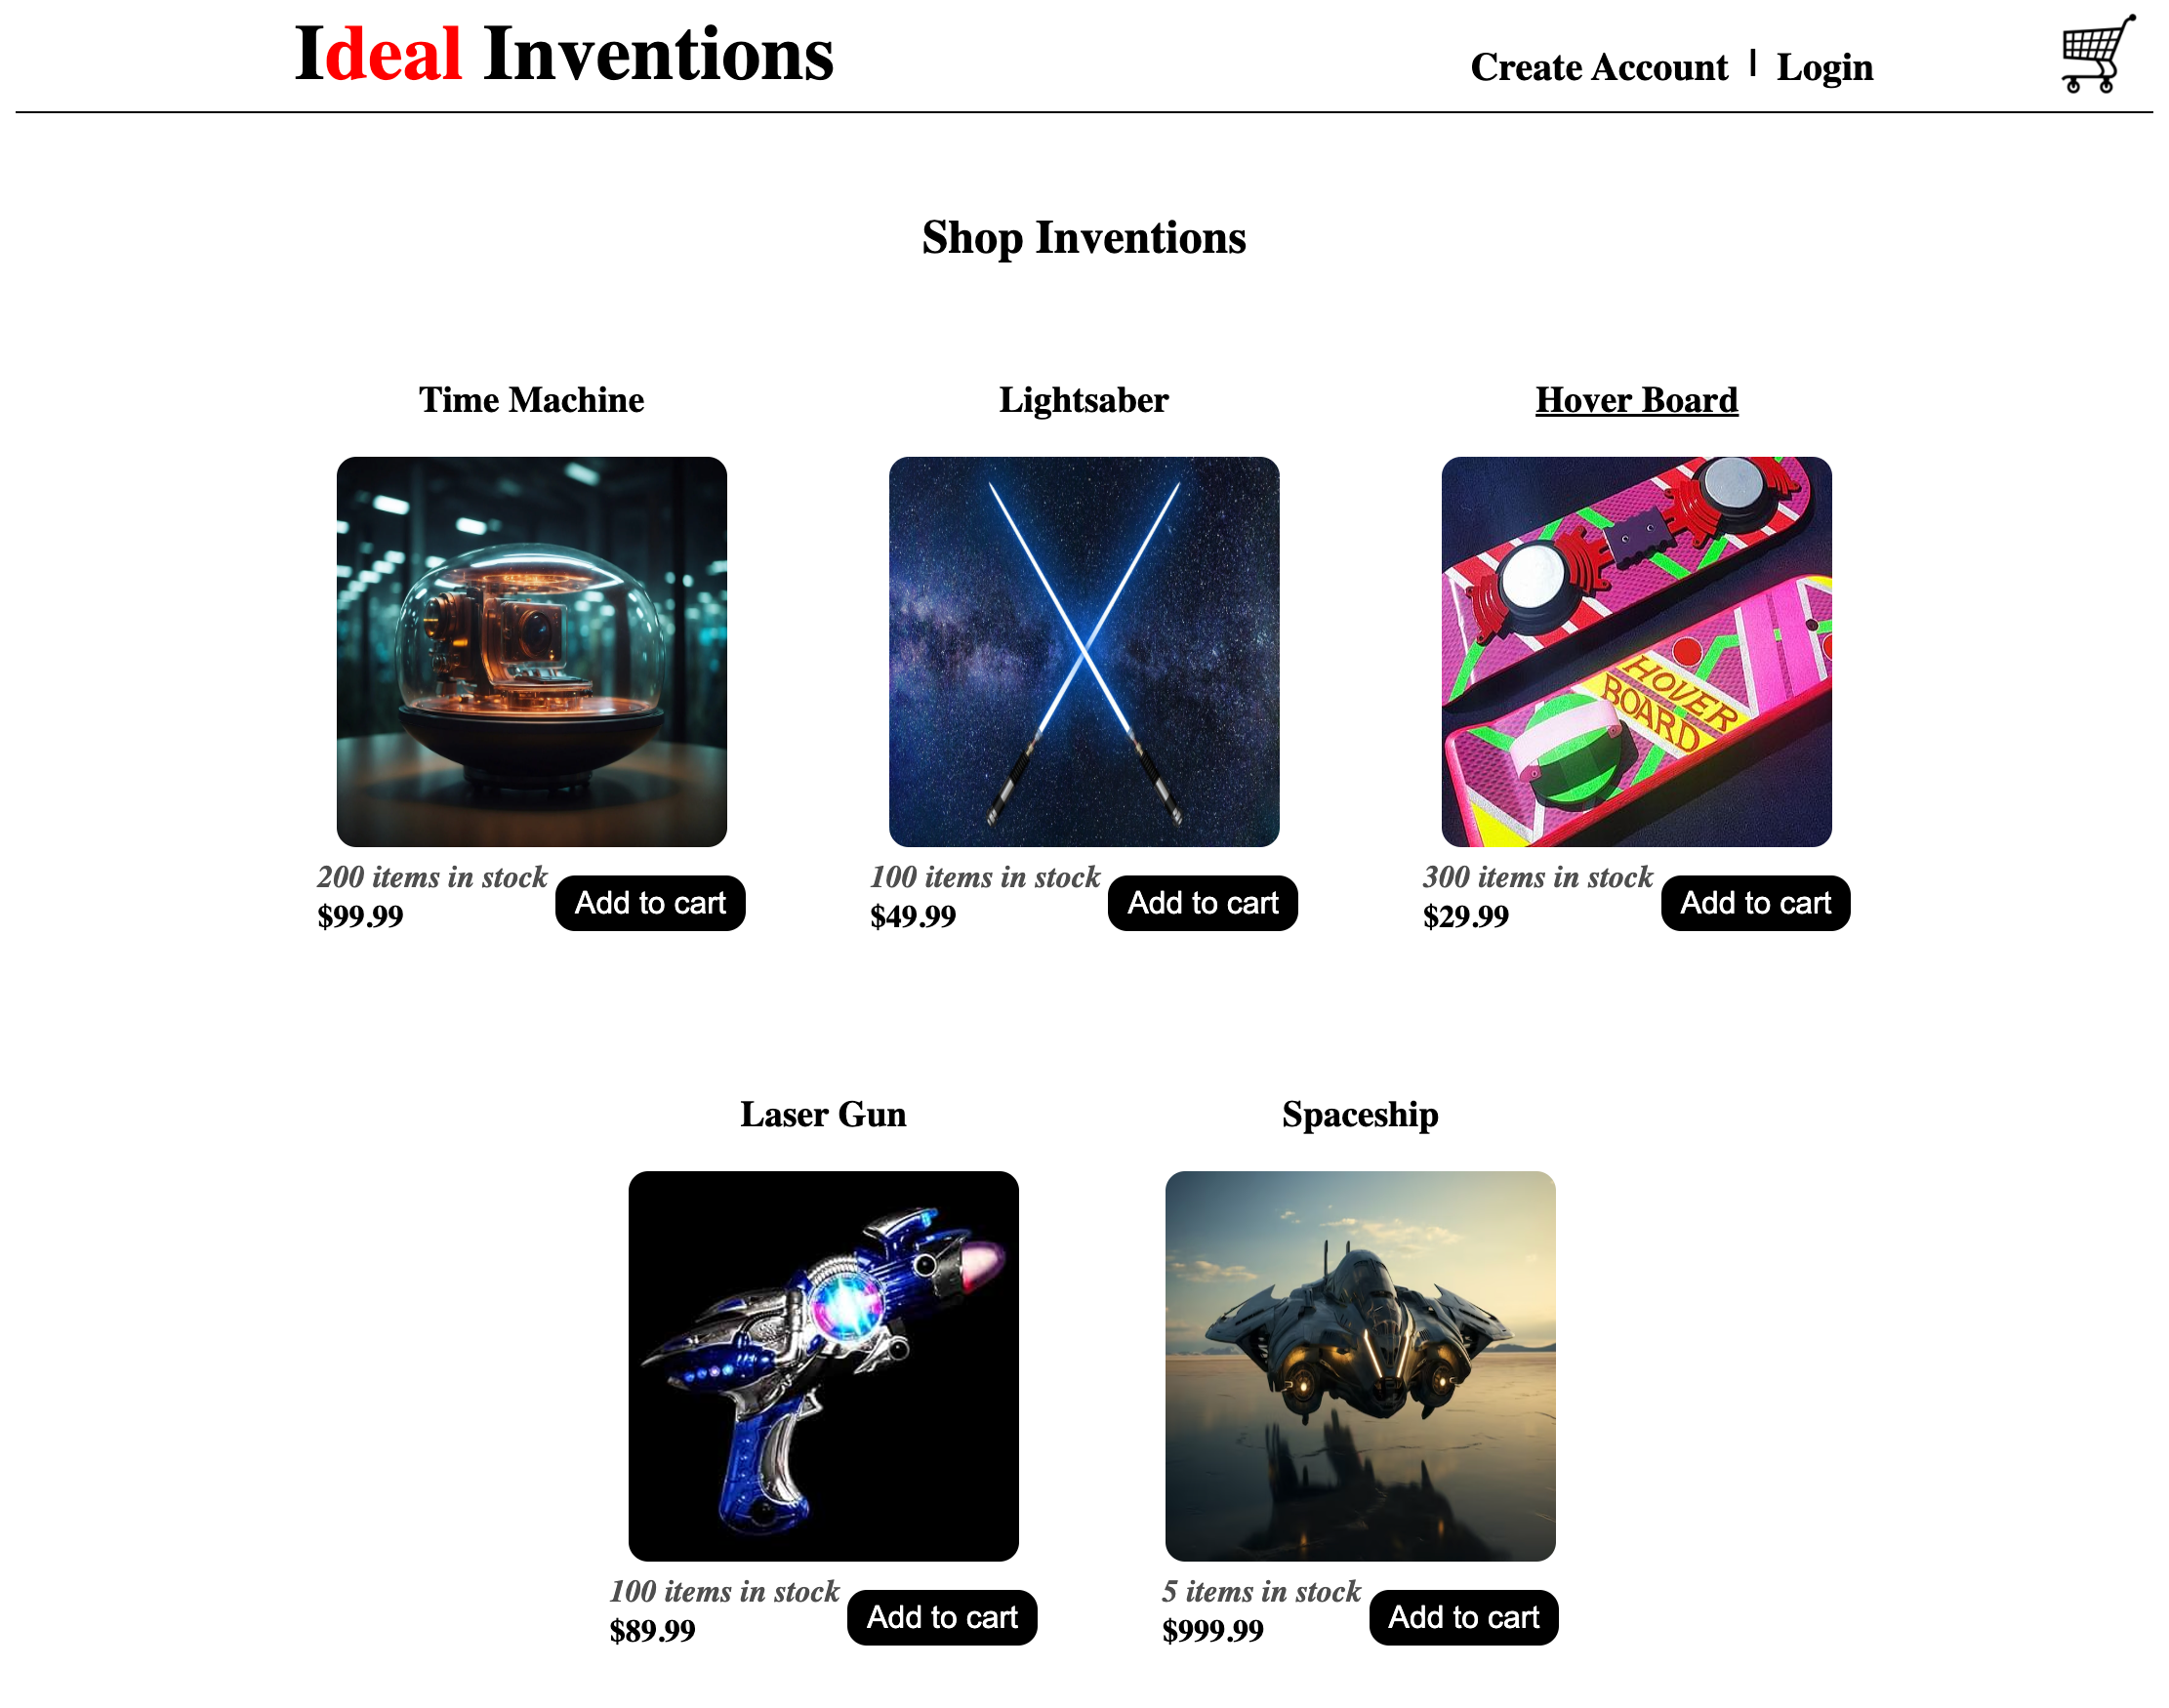 Ideal Inventions
Create Account | Login
Shop Inventions
Time Machine
Lightsaber
Hover Board
HOVER
BOARD
200 items in stock
$99.99
Add to cart
100 items in stock
$49.99
Add to cart
300 items in stock
$29.99
Add to cart
Laser Gun
Spaceship
100 items in stock
$89.99
Add to cart
5 items in stock
$999.99
Add to cart